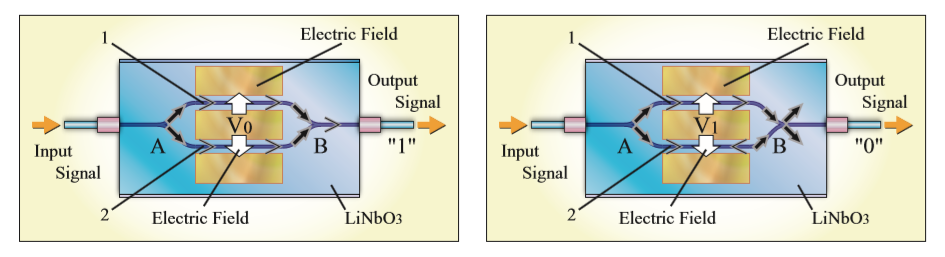 1
Electric Field
Output
Signal
V0
A
B
"1"
Input
Signal
2
Electric Field
LiNbO3
1
Electric Field
Output
Signal
V1
A
B
"0"
Input
Signal
2
Electric Field
LiNbO3